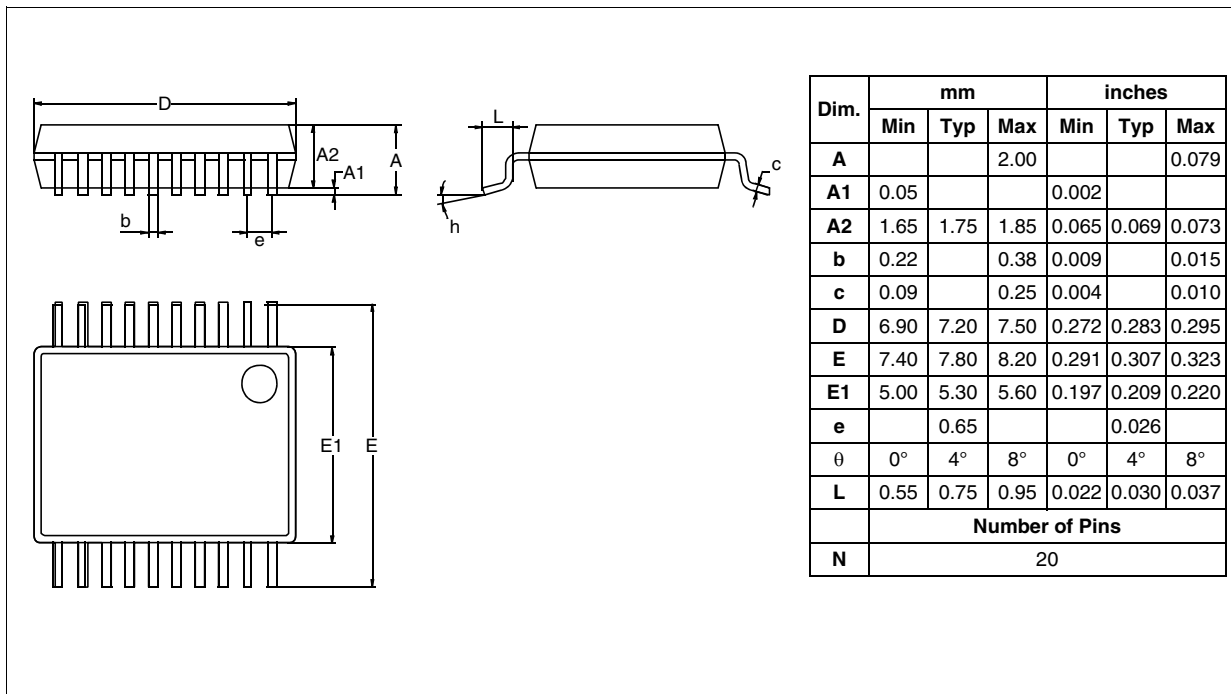 D
A2
A
A1
b
e
L
c
h
E1
E
Dim. mm inches
Min Typ Max Min Typ Max
A 2.00 0.079
A1 0.05 0.002
A2 1.65 1.75 1.85 0.065 0.069 0.073
b 0.22 0.38 0.009 0.015
c 0.09 0.25 0.004 0.010
D 6.90 7.20 7.50 0.272 0.283 0.295
E 7.40 7.80 8.20 0.291 0.307 0.323
E1 5.00 5.30 5.60 0.197 0.209 0.220
e 0.65 0.026
θ 0° 4° 8° 0° 4° 8°
L 0.55 0.75 0.95 0.022 0.030 0.037
Number of Pins
N 20